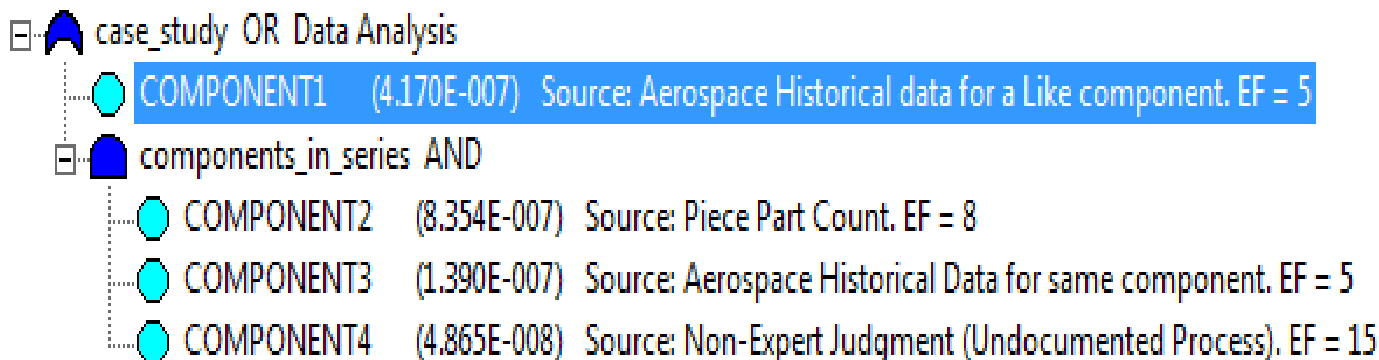 case_study OR Data Analysis
COMPONENT1 (4.170E-007) Source: Aerospace Historical data for a Like component. EF = 5
components_in_series AND
COMPONENT2 (8.354E-007) Source: Piece Part Count. EF = 8
COMPONENT3 (1.390E-007) Source: Aerospace Historical Data for same component. EF = 5
COMPONENT4 (4.865E-008) Source: Non-Expert Judgment (Undocumented Process). EF = 15